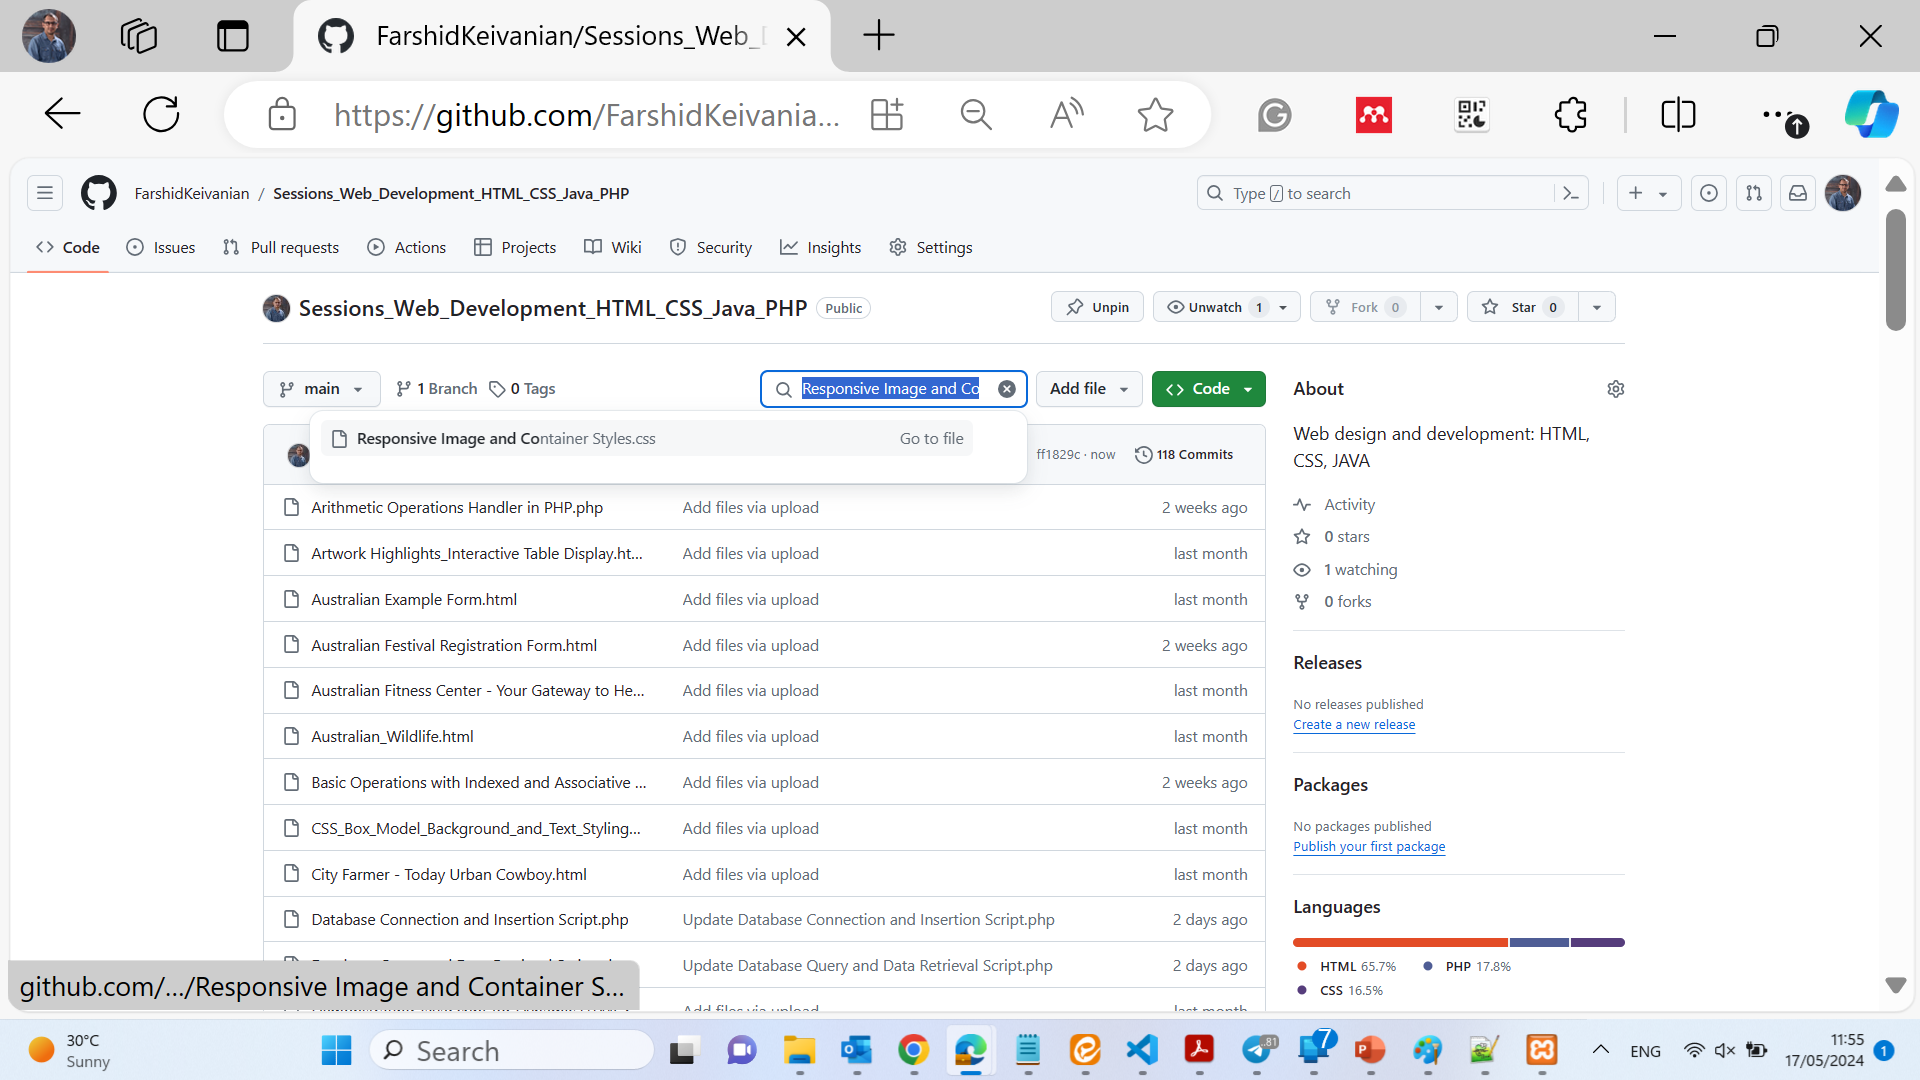 FarshidKeivanian/Sessions_Web_
https://github.com/FarshidKeivania...
FarshidKeivanian / Sessions_Web_Development_HTML_CSS_Java_PHP
Type / to search
Code Issues Pull requests Actions Projects Wiki Security Insights Settings
Sessions_Web_Development_HTML_CSS_Java_PHP Public
Unpin Unwatch 1 Fork 0 Star 0
main 1 Branch 0 Tags
Responsive Image and Co
Add file Code
Responsive Image and Container Styles.css Go to file
ff1829c · now 118 Commits
Arithmetic Operations Handler in PHP.php Add files via upload 2 weeks ago
Artwork Highlights_Interactive Table Display.ht... Add files via upload last month
Australian Example Form.html Add files via upload last month
Australian Festival Registration Form.html Add files via upload 2 weeks ago
Australian Fitness Center - Your Gateway to He... Add files via upload last month
Australian_Wildlife.html Add files via upload last month
Basic Operations with Indexed and Associative ... Add files via upload 2 weeks ago
CSS_Box_Model_Background_and_Text_Styling... Add files via upload last month
City Farmer - Today Urban Cowboy.html Add files via upload last month
Database Connection and Insertion Script.php Update Database Connection and Insertion Script.php 2 days ago
Update Database Query and Data Retrieval Script.php 2 days ago
Add files via upload last month
About
Web design and development: HTML,
CSS, JAVA
Activity
0 stars
1 watching
0 forks
Releases
No releases published
Create a new release
Packages
No packages published
Publish your first package
Languages
HTML 65.7% PHP 17.8%
CSS 16.5%
github.com/.../Responsive Image and Container S...
30°C
Sunny
Search
..81
7
ENG
11:55
17/05/2024
1